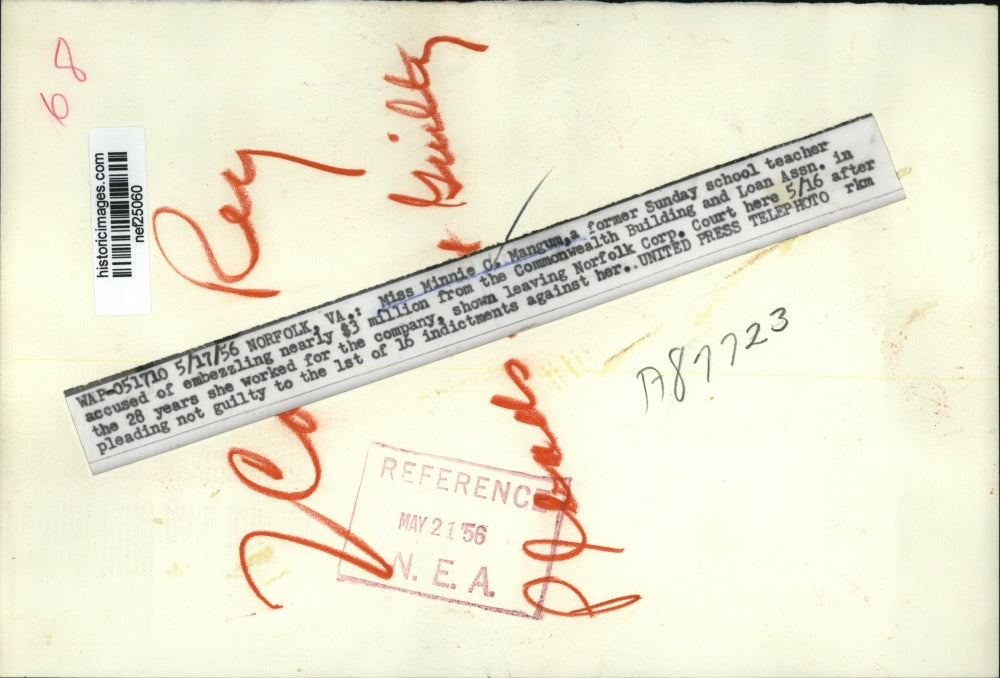 68
historicimages.com
nef25060
WAP-051710 5/17/56 NORFOLK, VA.: Miss Minnie C. Mangum,a former Sunday school teacher
accused of embezzling nearly $3 million from the Commonwealth Building and Loan Assn. in
the 28 years she worked for the company, shown leaving Norfolk Corp. Court here 5/16 after
pleading not guilty to the 1st of 16 indictments against her..UNITED PRESS TELEPHOTO rkm
Pleads
Guilty
A87723
REFERENCE
MAY 21 '56
N. E. A.